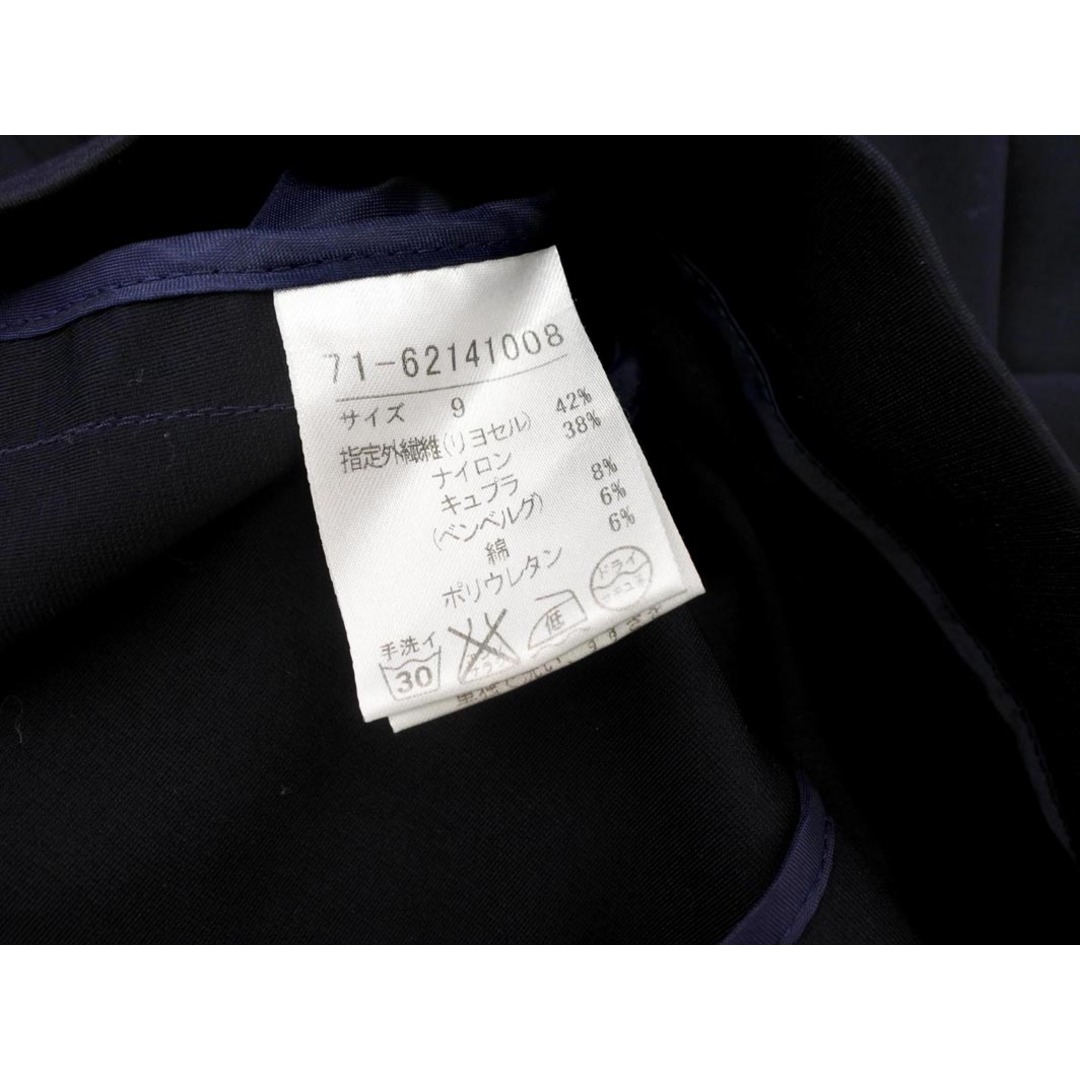 71-62141008
サイズ 9
指定外繊維(リヨセル) 42%
ナイロン 38%
キュプラ
(ベンベルグ) 8%
綿 6%
ポリウレタン 6%
手洗イ
30
低
ドライ